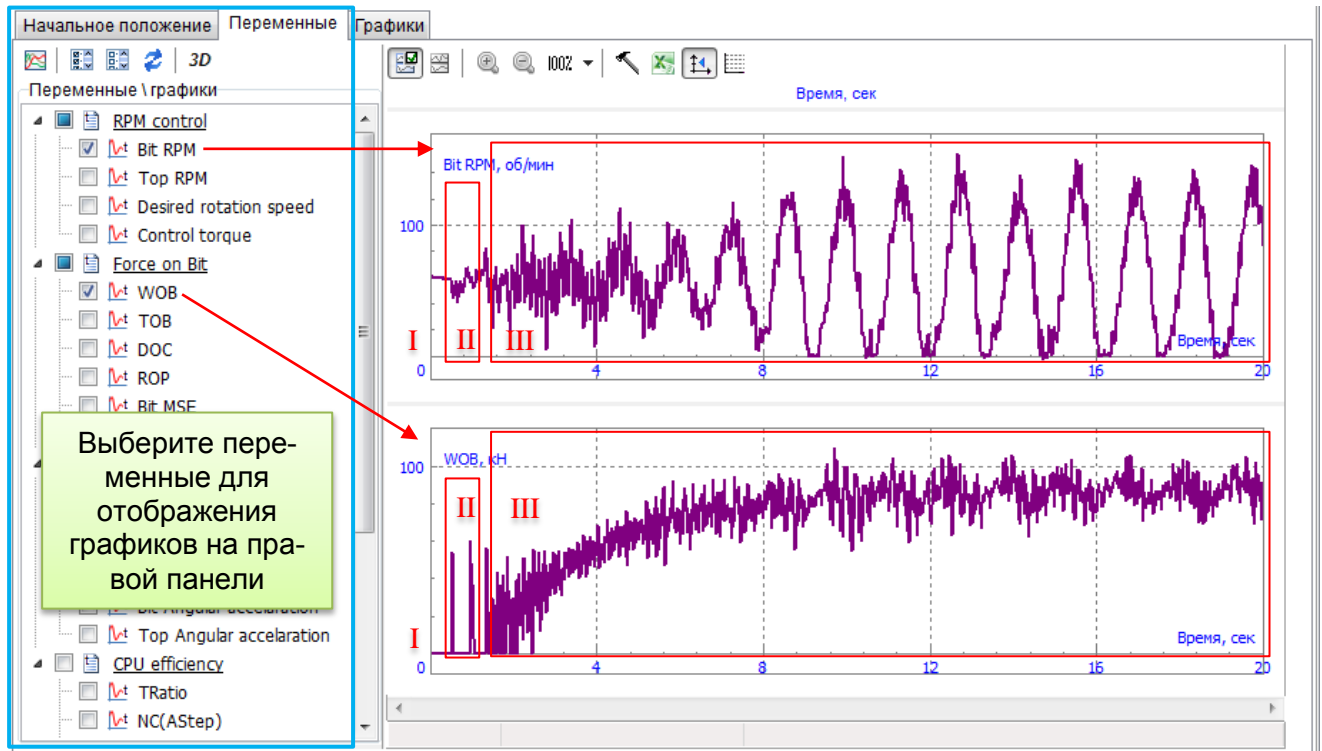 Начальное положение Переменные Графики
3D
100%
Переменные \ графики
RPM control
Bit RPM
Top RPM
Desired rotation speed
Control torque
Force on Bit
WOB
TOB
DOC
ROP
Bit MSE
Выберите пере-
менные для
отображения
графиков на пра-
вой панели
Top Angular accelaration
CPU efficiency
TRatio
NC(AStep)
Время, сек
Bit RPM, об/мин
100
I II III
Время, сек
0 4 8 12 16 20
WOB, кН
100
II III
I
Время, сек
0 4 8 12 16 20